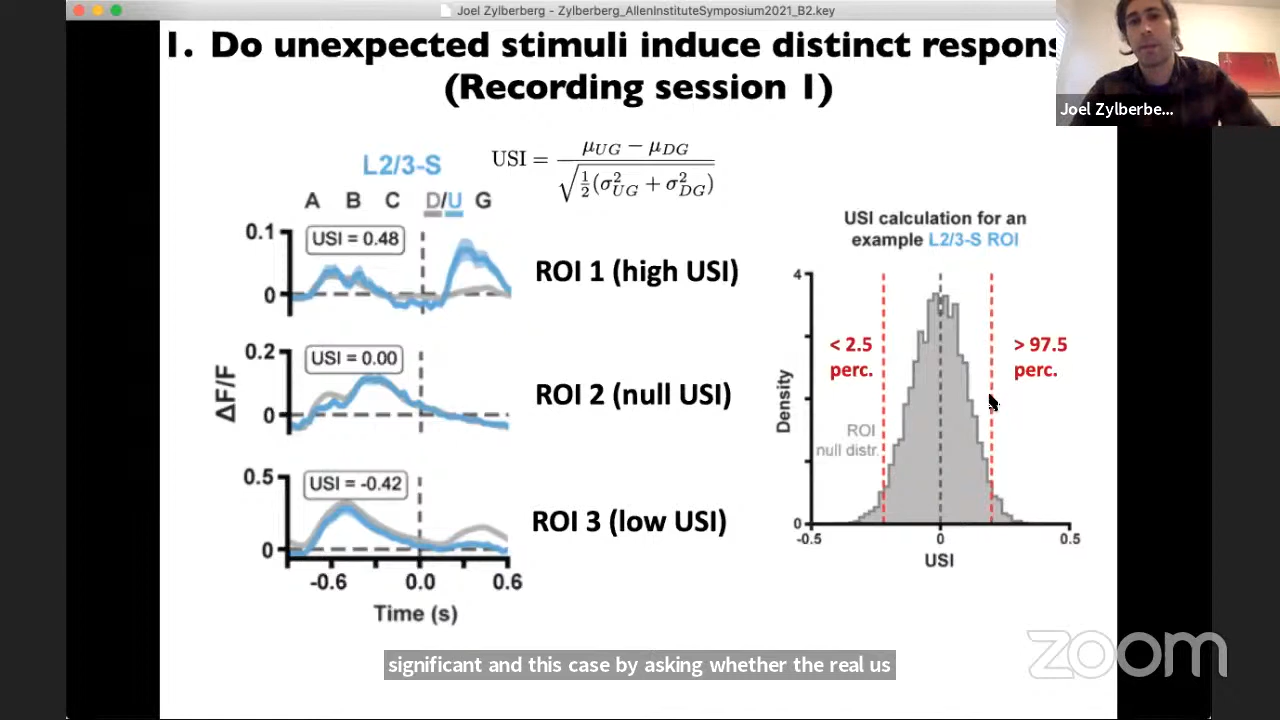 Joel Zylberberg - Zylberberg_AllenInstituteSymposium2021_B2.key
1. Do unexpected stimuli induce distinct respons
(Recording session 1)
Joel Zylberbe...
L2/3-S
USI = μUG − μDG / √½(σ²UG + σ²DG)
A B C D/U G
0.1
USI = 0.48
0
ROI 1 (high USI)
0.2
USI = 0.00
0
ROI 2 (null USI)
ΔF/F
0.5
USI = -0.42
0
ROI 3 (low USI)
-0.6 0.0 0.6
Time (s)
USI calculation for an
example L2/3-S ROI
4
< 2.5
perc.
> 97.5
perc.
Density
ROI
null distr.
0
-0.5 0 0.5
USI
significant and this case by asking whether the real us
zoom